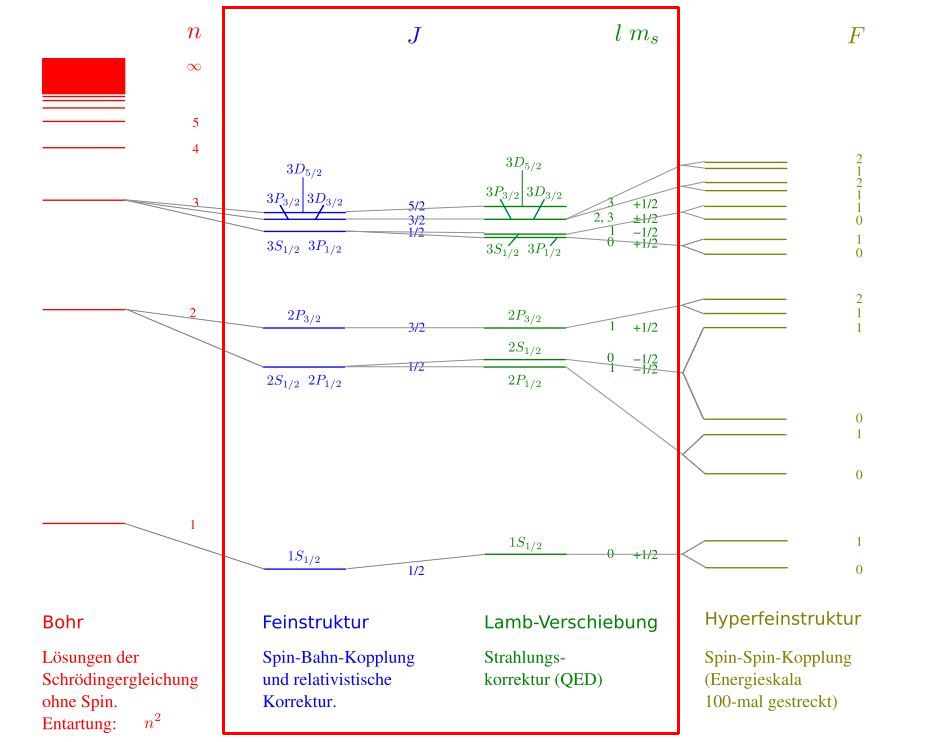 n J l m_s F
∞
5
4
3
2
1
3D_{5/2}
3P_{3/2} 3D_{3/2}
3S_{1/2} 3P_{1/2}
2P_{3/2}
2S_{1/2} 2P_{1/2}
1S_{1/2}
5/2
3/2
1/2
3/2
1/2
1/2
3D_{5/2}
3P_{3/2} 3D_{3/2}
3S_{1/2} 3P_{1/2}
2P_{3/2}
2S_{1/2}
2P_{1/2}
1S_{1/2}
3 +1/2
2, 3 ±1/2
1 −1/2
0 +1/2
1 +1/2
0 −1/2
1 −1/2
0 +1/2
2
1
2
1
1
0
1
0
2
1
1
0
1
0
1
0
Bohr
Lösungen der
Schrödingergleichung
ohne Spin.
Entartung: n²
Feinstruktur
Spin-Bahn-Kopplung
und relativistische
Korrektur.
Lamb-Verschiebung
Strahlungs-
korrektur (QED)
Hyperfeinstruktur
Spin-Spin-Kopplung
(Energieskala
100-mal gestreckt)